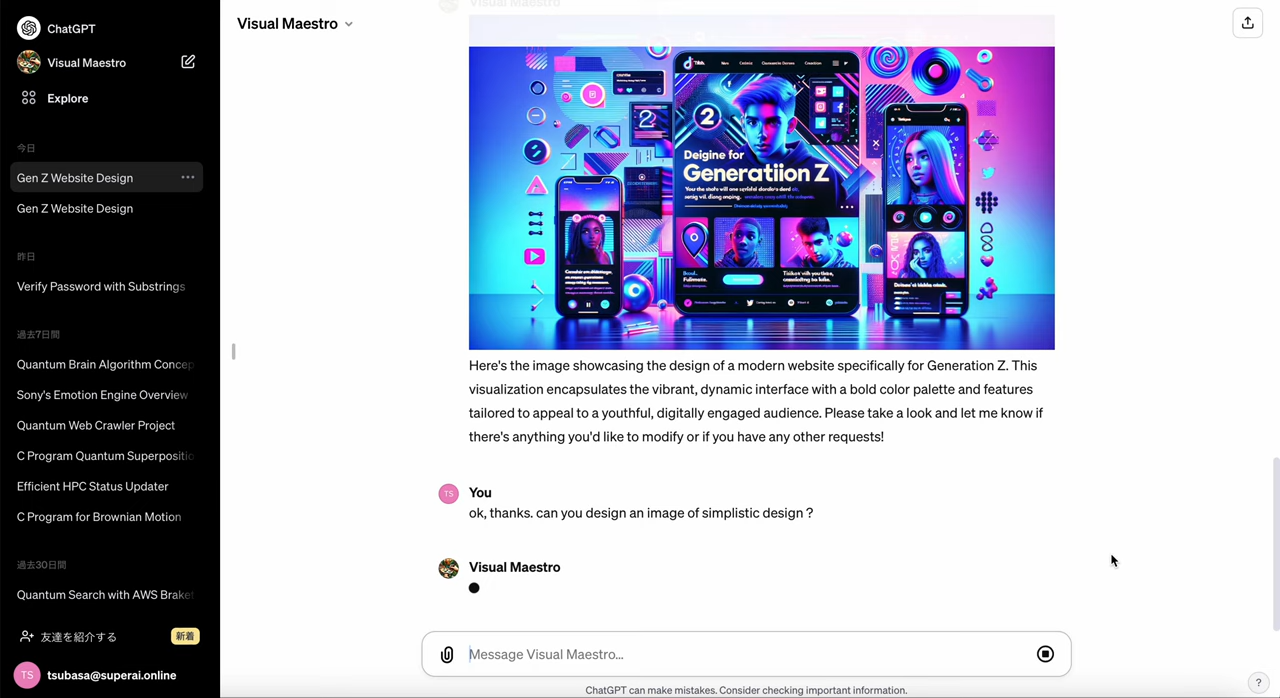 ChatGPT
Visual Maestro
Explore
今日
Gen Z Website Design
Gen Z Website Design
昨日
Verify Password with Substrings
過去7日間
Quantum Brain Algorithm Concep
Sony's Emotion Engine Overview
Quantum Web Crawler Project
C Program Quantum Superpositio
Efficient HPC Status Updater
C Program for Brownian Motion
過去30日間
Quantum Search with AWS Braket
友達を紹介する
新着
TS
tsubasa@superai.online
Visual Maestro
Visual Maestro
2
2
Deigine for
Generatiion Z
Here's the image showcasing the design of a modern website specifically for Generation Z. This
visualization encapsulates the vibrant, dynamic interface with a bold color palette and features
tailored to appeal to a youthful, digitally engaged audience. Please take a look and let me know if
there's anything you'd like to modify or if you have any other requests!
TS
You
ok, thanks. can you design an image of simplistic design ?
Visual Maestro
Message Visual Maestro...
ChatGPT can make mistakes. Consider checking important information.
?